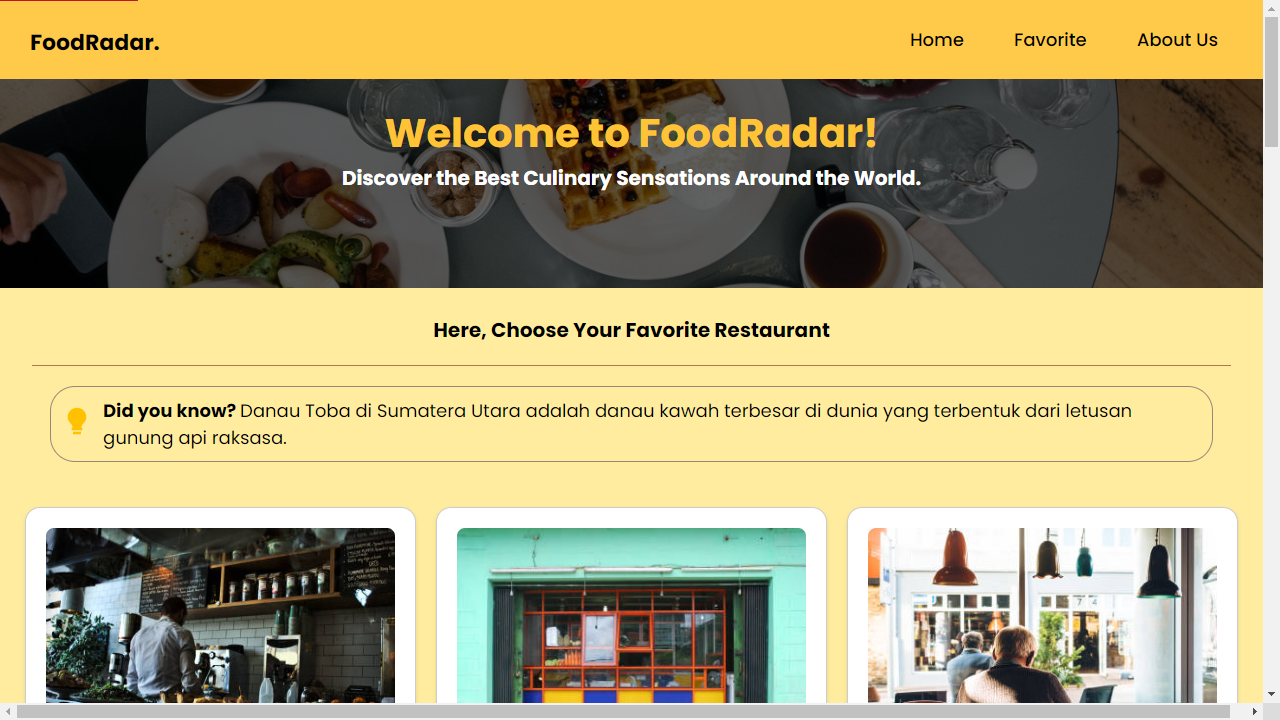 FoodRadar.
Home
Favorite
About Us
Welcome to FoodRadar!
Discover the Best Culinary Sensations Around the World.
Here, Choose Your Favorite Restaurant
Did you know? Danau Toba di Sumatera Utara adalah danau kawah terbesar di dunia yang terbentuk dari letusan
gunung api raksasa.